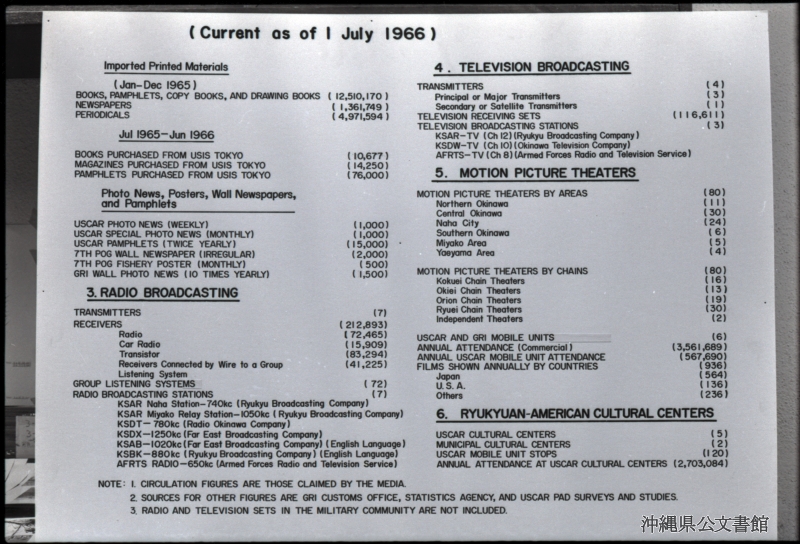 (Current as of 1 July 1966)
Imported Printed Materials
(Jan-Dec 1965)
BOOKS, PAMPHLETS, COPY BOOKS, AND DRAWING BOOKS (12,510,170)
NEWSPAPERS (1,361,749)
PERIODICALS (4,971,594)
Jul 1965-Jun 1966
BOOKS PURCHASED FROM USIS TOKYO (10,677)
MAGAZINES PURCHASED FROM USIS TOKYO (14,250)
PAMPHLETS PURCHASED FROM USIS TOKYO (76,000)
Photo News, Posters, Wall Newspapers,
and Pamphlets
USCAR PHOTO NEWS (WEEKLY) (1,000)
USCAR SPECIAL PHOTO NEWS (MONTHLY) (1,000)
USCAR PAMPHLETS (TWICE YEARLY) (15,000)
7TH POG WALL NEWSPAPER (IRREGULAR) (2,000)
7TH POG FISHERY POSTER (MONTHLY) (500)
GRI WALL PHOTO NEWS (10 TIMES YEARLY) (1,500)
3. RADIO BROADCASTING
TRANSMITTERS (7)
RECEIVERS (212,893)
Radio (72,465)
Car Radio (15,909)
Transistor (83,294)
Receivers Connected by Wire to a Group (41,225)
Listening System
GROUP LISTENING SYSTEMS (72)
RADIO BROADCASTING STATIONS (7)
KSAR Naha Station-740kc (Ryukyu Broadcasting Company)
KSAR Miyako Relay Station-1050kc (Ryukyu Broadcasting Company)
KSDT-780kc (Radio Okinawa Company)
KSDX-1250kc (Far East Broadcasting Company)
KSAB-1020kc (Far East Broadcasting Company) (English Language)
KSBK-880kc (Ryukyu Broadcasting Company) (English Language)
AFRTS RADIO-650kc (Armed Forces Radio and Television Service)
4. TELEVISION BROADCASTING
TRANSMITTERS (4)
Principal or Major Transmitters (3)
Secondary or Satellite Transmitters (1)
TELEVISION RECEIVING SETS (116,611)
TELEVISION BROADCASTING STATIONS (3)
KSAR-TV (Ch 12) (Ryukyu Broadcasting Company)
KSDW-TV (Ch 10) (Okinawa Television Company)
AFRTS-TV (Ch 8) (Armed Forces Radio and Television Service)
5. MOTION PICTURE THEATERS
MOTION PICTURE THEATERS BY AREAS (80)
Northern Okinawa (11)
Central Okinawa (30)
Naha City (24)
Southern Okinawa (6)
Miyako Area (5)
Yaeyama Area (4)
MOTION PICTURE THEATERS BY CHAINS (80)
Kokuei Chain Theaters (16)
Okiei Chain Theaters (13)
Orion Chain Theaters (19)
Ryuei Chain Theaters (30)
Independent Theaters (2)
USCAR AND GRI MOBILE UNITS (6)
ANNUAL ATTENDANCE (Commercial) (3,561,689)
ANNUAL USCAR MOBILE UNIT ATTENDANCE (567,690)
FILMS SHOWN ANNUALLY BY COUNTRIES (936)
Japan (564)
U.S.A. (136)
Others (236)
6. RYUKYUAN-AMERICAN CULTURAL CENTERS
USCAR CULTURAL CENTERS (5)
MUNICIPAL CULTURAL CENTERS (2)
USCAR MOBILE UNIT STOPS (120)
ANNUAL ATTENDANCE AT USCAR CULTURAL CENTERS (2,703,084)
NOTE: 1. CIRCULATION FIGURES ARE THOSE CLAIMED BY THE MEDIA.
2. SOURCES FOR OTHER FIGURES ARE GRI CUSTOMS OFFICE, STATISTICS AGENCY, AND USCAR PAD SURVEYS AND STUDIES.
3. RADIO AND TELEVISION SETS IN THE MILITARY COMMUNITY ARE NOT INCLUDED.
沖縄県公文書館